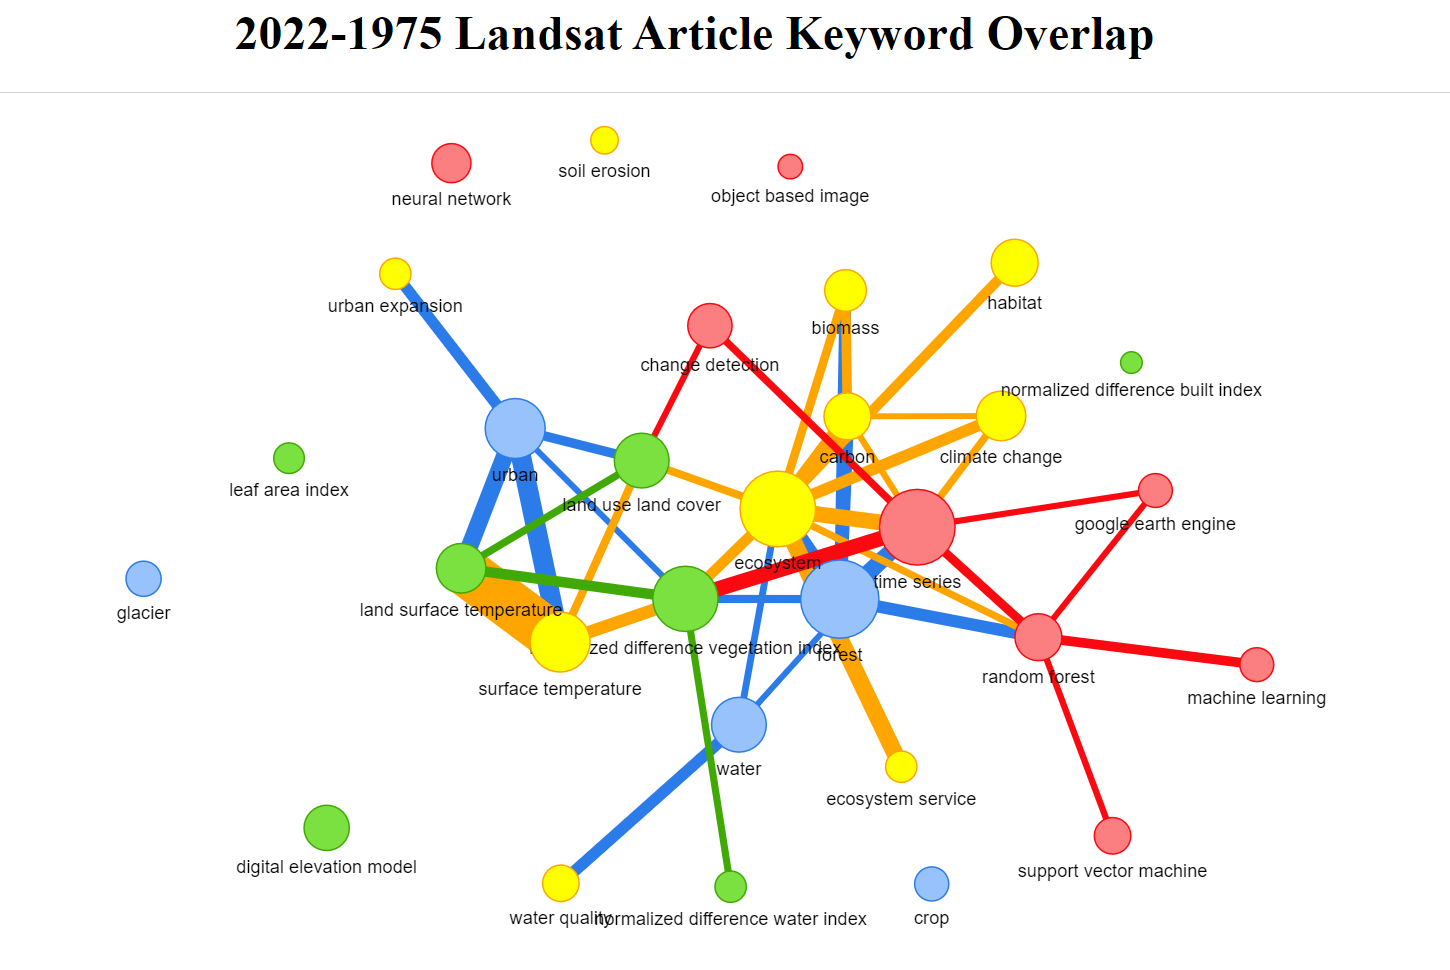 2022-1975 Landsat Article Keyword Overlap
neural network
soil erosion
object based image
urban expansion
biomass
habitat
change detection
normalized difference built index
urban
carbon
climate change
leaf area index
land use land cover
google earth engine
ecosystem
time series
glacier
land surface temperature
zed difference vegetation index
forest
random forest
surface temperature
machine learning
water
ecosystem service
digital elevation model
support vector machine
water quality
normalized difference water index
crop